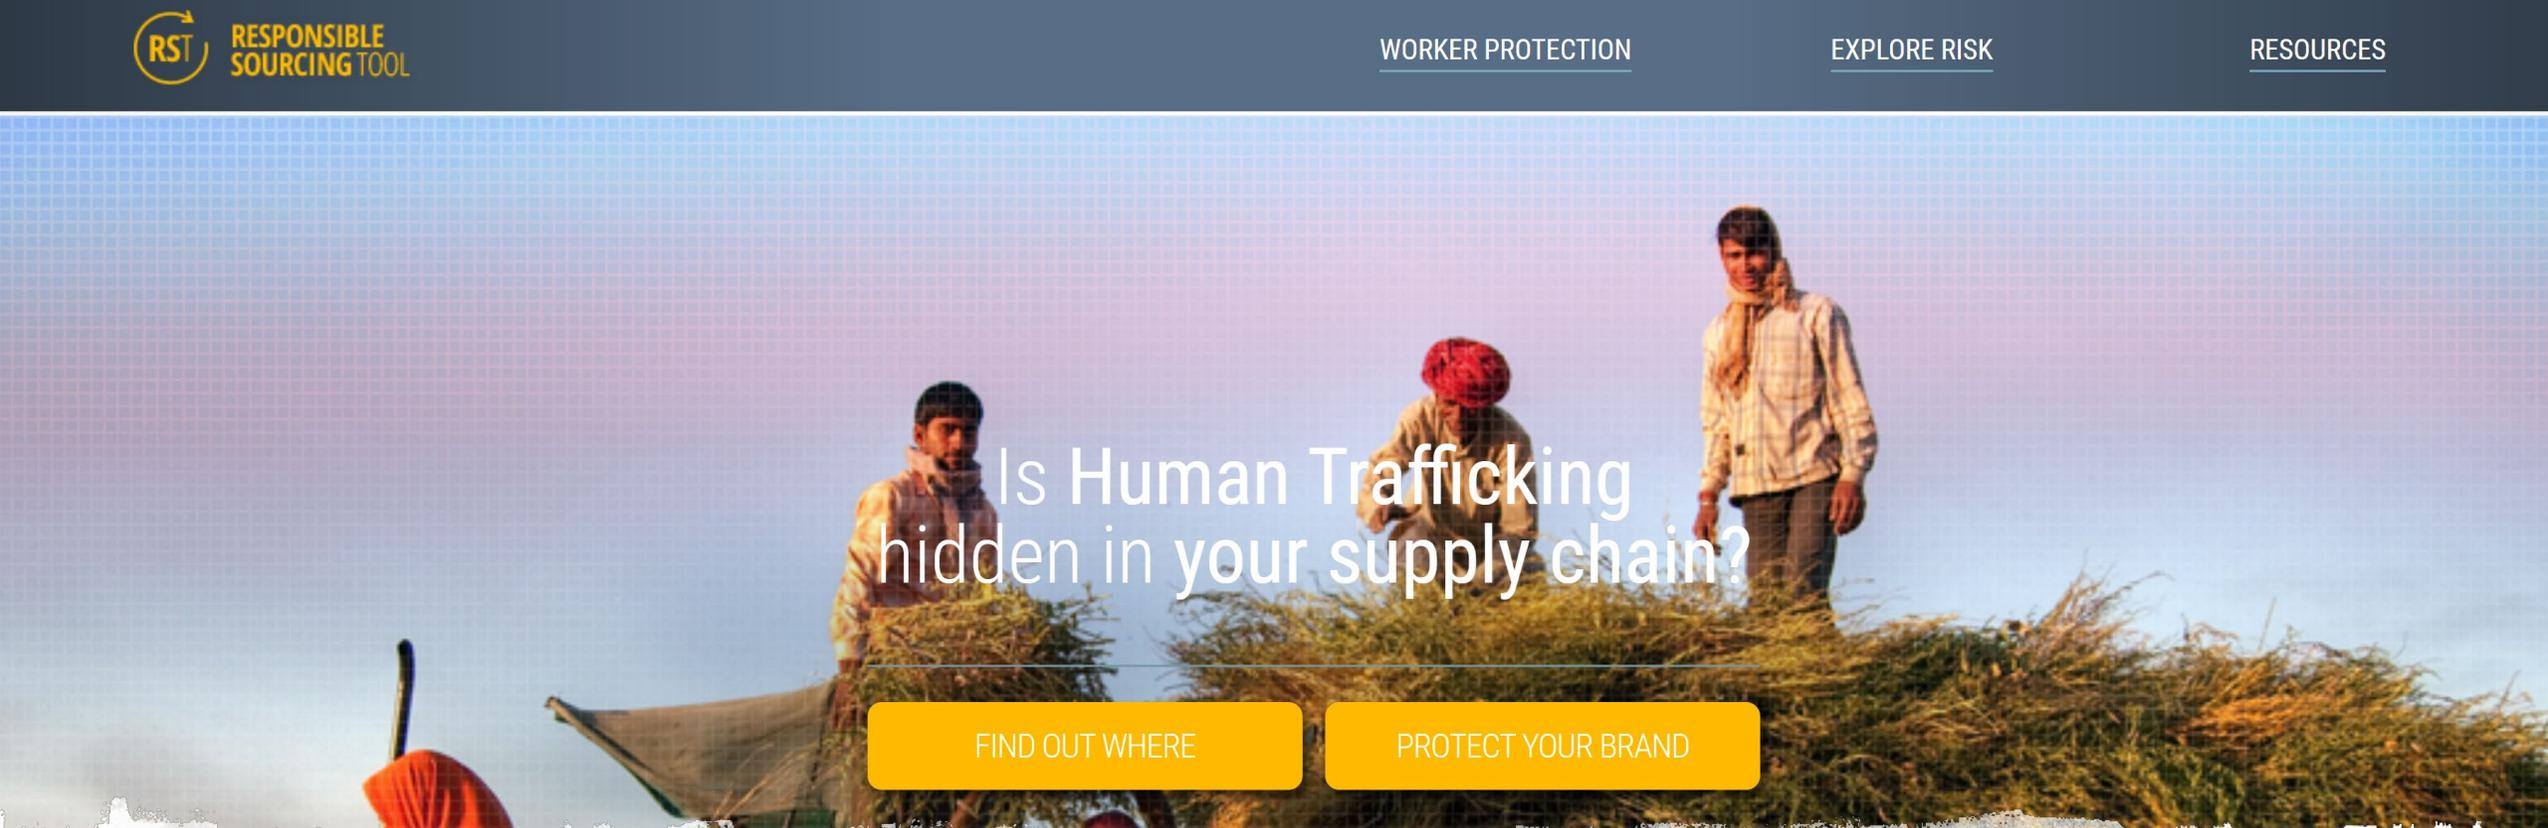 RST
RESPONSIBLE
SOURCING TOOL
WORKER PROTECTION
EXPLORE RISK
RESOURCES
Is Human Trafficking
hidden in your supply chain?
FIND OUT WHERE
PROTECT YOUR BRAND